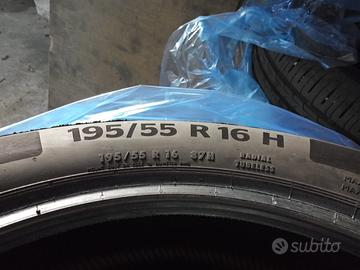 195/55 R 16 H
195/55 R 16 87H RADIAL
TUBELESS
subito